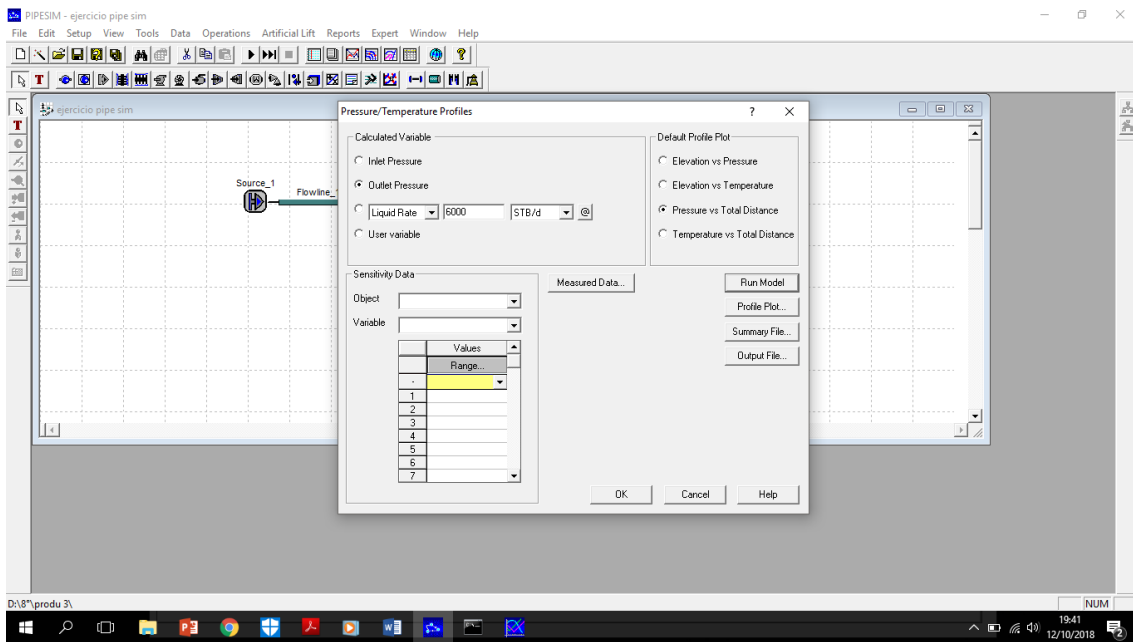 PIPESIM - ejercicio pipe sim
File Edit Setup View Tools Data Operations Artificial Lift Reports Expert Window Help
ejercicio pipe sim
Source_1
Flowline_
Pressure/Temperature Profiles
Calculated Variable
Inlet Pressure
Outlet Pressure
Liquid Rate 6000 STB/d @
User variable
Default Profile Plot
Elevation vs Pressure
Elevation vs Temperature
Pressure vs Total Distance
Temperature vs Total Distance
Sensitivity Data
Object
Variable
Values
Range...
1
2
3
4
5
6
7
Measured Data...
Run Model
Profile Plot...
Summary File...
Output File...
OK Cancel Help
D:\8°\produ 3\
NUM
19:41
12/10/2018